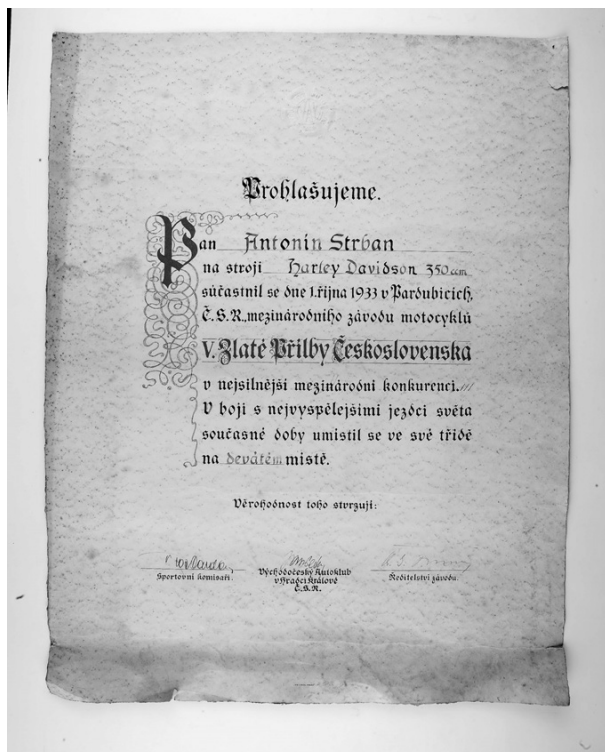 Prohlašujeme.
Pan Antonín Strban
na stroji Harley Davidson 350 ccm
súčastnil se dne 1. října 1933 v Pardubicích,
Č.S.R., mezinárodního závodu motocyklů
V. Zlaté Přilby Československa
v nejsilnější mezinárodní konkurenci.
V boji s nejvyspělejšími jezdci světa
současné doby umístil se ve své třídě
na devátém místě.
Věrohodnost toho stvrzují:
Sportovní komisaři.
Východočeský Autoklub
v Hradci Králové
Č.S.R.
Ředitelství závodu.